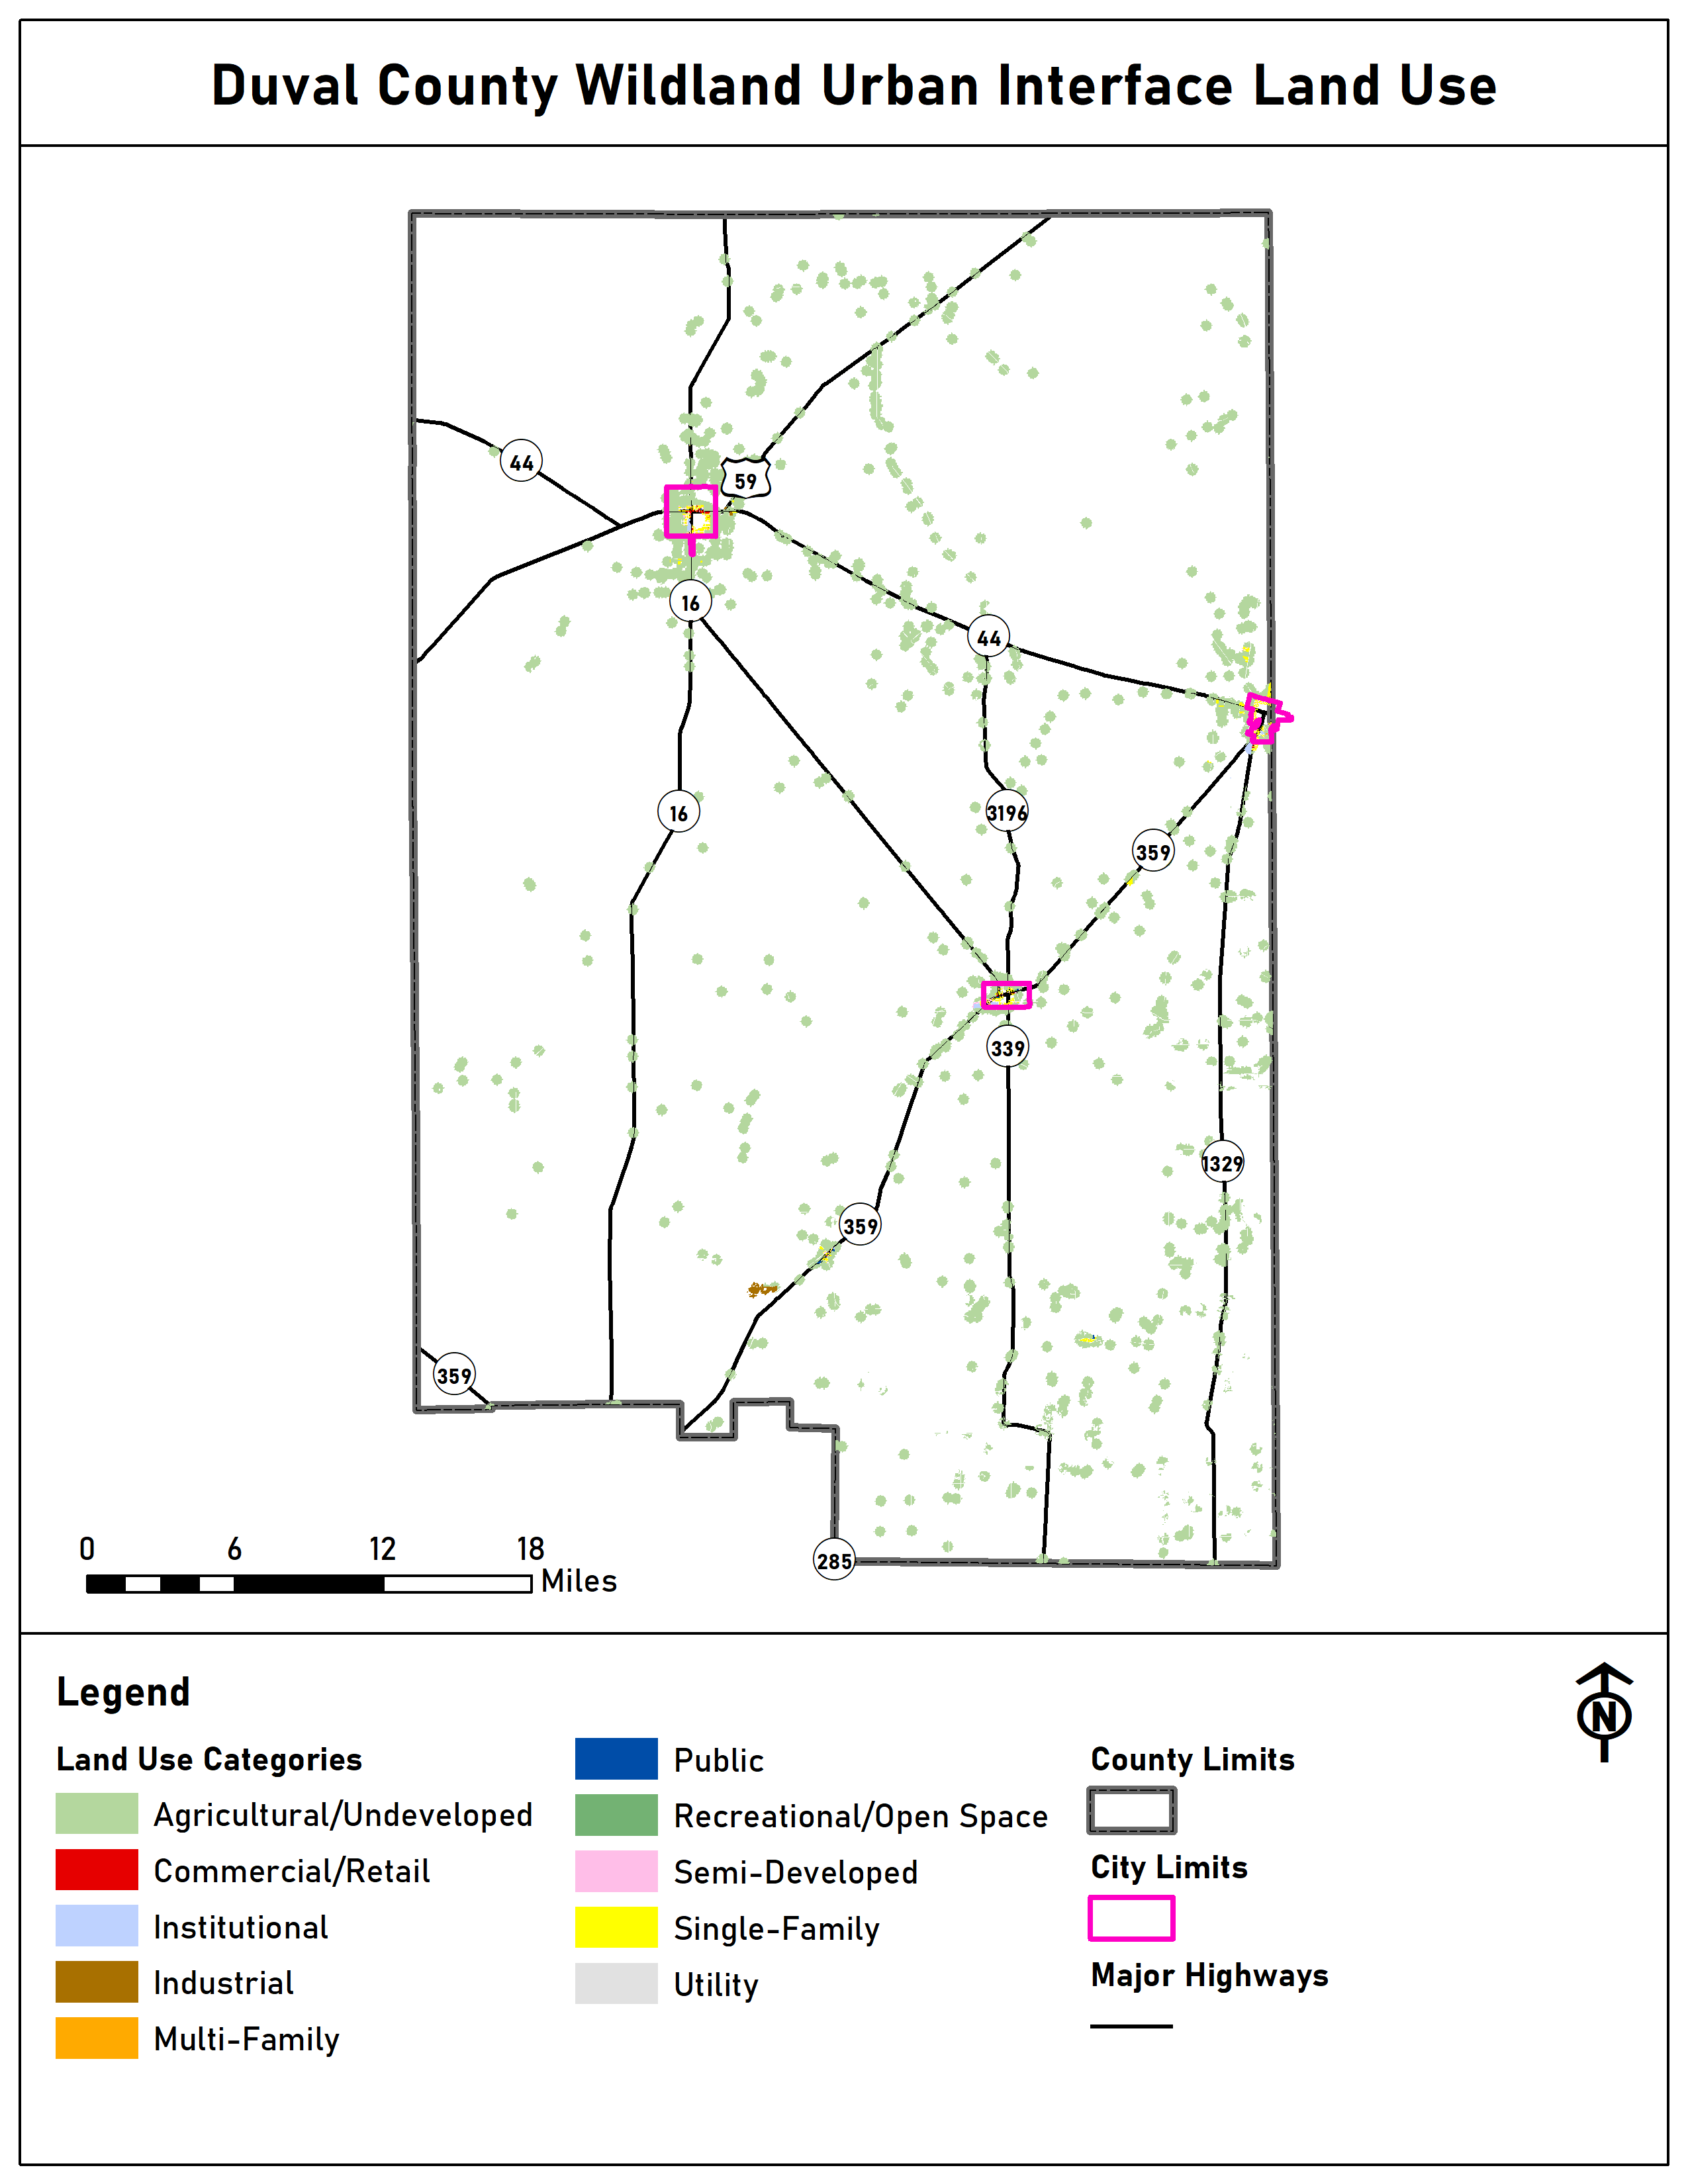 Duval County Wildland Urban Interface Land Use
44
59
16
44
16
3196
359
339
1329
359
359
285
0 6 12 18
Miles
Legend
Land Use Categories
Agricultural/Undeveloped
Commercial/Retail
Institutional
Industrial
Multi-Family
Public
Recreational/Open Space
Semi-Developed
Single-Family
Utility
County Limits
City Limits
Major Highways
N